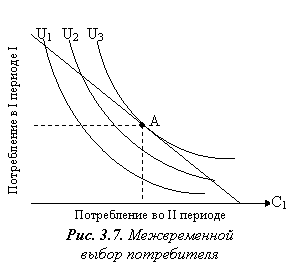 U1 U2 U3
Потребление в I периоде I
A
C1
Потребление во II периоде
Рис. 3.7. Межвременной
выбор потребителя